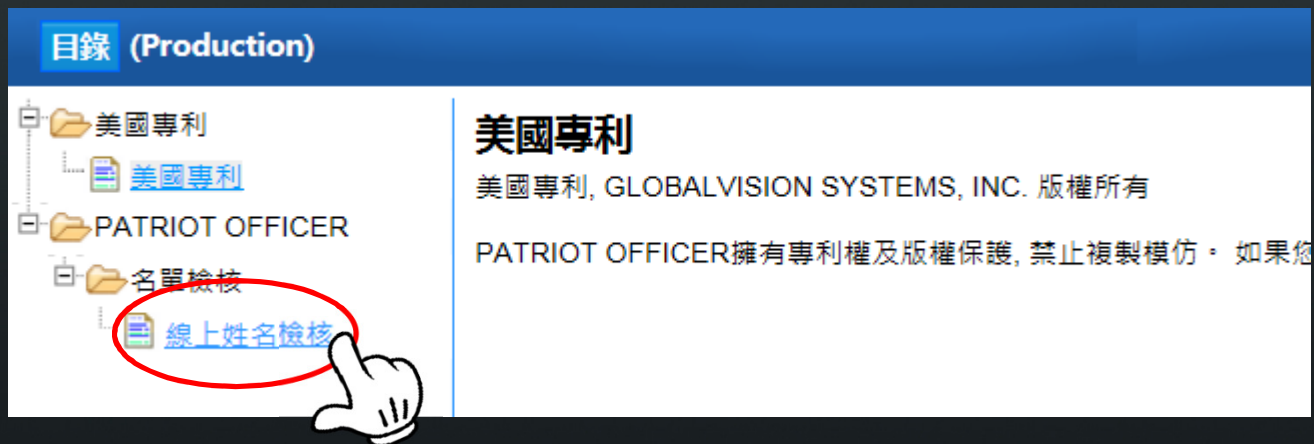 目錄 (Production)
美國專利
美國專利
PATRIOT OFFICER
名單檢核
線上姓名檢核
美國專利
美國專利, GLOBALVISION SYSTEMS, INC. 版權所有
PATRIOT OFFICER擁有專利權及版權保護, 禁止複製模仿。 如果您